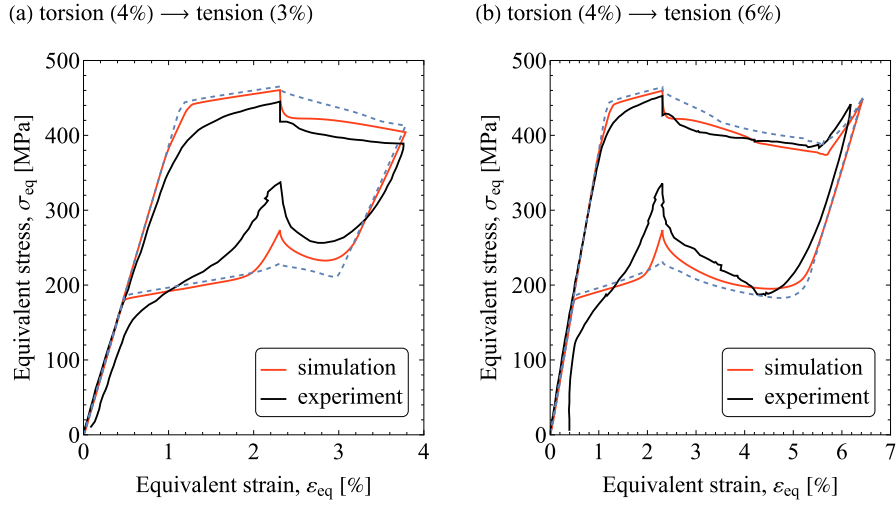 (a) torsion (4%) ⟶ tension (3%)
500
400
300
200
100
0
Equivalent stress, σeq [MPa]
simulation
experiment
0 1 2 3 4
Equivalent strain, εeq [%]
(b) torsion (4%) ⟶ tension (6%)
500
400
300
200
100
0
Equivalent stress, σeq [MPa]
simulation
experiment
0 1 2 3 4 5 6 7
Equivalent strain, εeq [%]